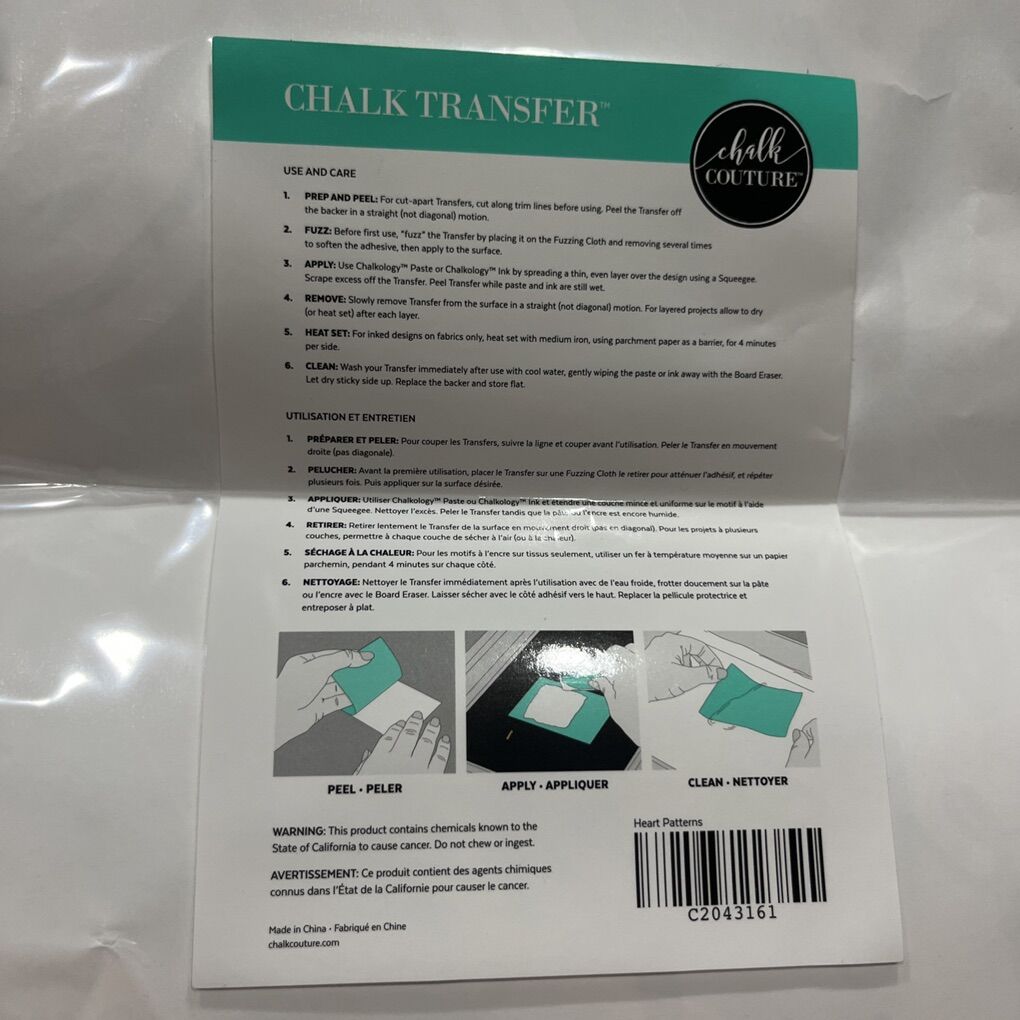 CHALK TRANSFER™
chalk
COUTURE™
USE AND CARE
1. PREP AND PEEL: For cut-apart Transfers, cut along trim lines before using. Peel the Transfer off
the backer in a straight (not diagonal) motion.
2. FUZZ: Before first use, "fuzz" the Transfer by placing it on the Fuzzing Cloth and removing several times
to soften the adhesive, then apply to the surface.
3. APPLY: Use Chalkology™ Paste or Chalkology™ Ink by spreading a thin, even layer over the design using a Squeegee.
Scrape excess off the Transfer. Peel Transfer while paste and ink are still wet.
4. REMOVE: Slowly remove Transfer from the surface in a straight (not diagonal) motion. For layered projects allow to dry
(or heat set) after each layer.
5. HEAT SET: For inked designs on fabrics only, heat set with medium iron, using parchment paper as a barrier, for 4 minutes
per side.
6. CLEAN: Wash your Transfer immediately after use with cool water, gently wiping the paste or ink away with the Board Eraser.
Let dry sticky side up. Replace the backer and store flat.
UTILISATION ET ENTRETIEN
1. PRÉPARER ET PELER: Pour couper les Transfers, suivre la ligne et couper avant l'utilisation. Peler le Transfer en mouvement
droite (pas diagonale).
2. PELUCHER: Avant la première utilisation, placer le Transfer sur une Fuzzing Cloth le retirer pour atténuer l'adhésif, et répéter
plusieurs fois. Puis appliquer sur la surface désirée.
3. APPLIQUER: Utiliser Chalkology™ Paste ou Chalkology™ Ink et étendre une couche mince et uniforme sur le motif à l'aide
d'une Squeegee. Nettoyer l'excès. Peler le Transfer tandis que la pâte ou l'encre est encore humide.
4. RETIRER: Retirer lentement le Transfer de la surface en mouvement droit (pas en diagonal). Pour les projets à plusieurs
couches, permettre à chaque couche de sécher à l'air (ou à la chaleur).
5. SÉCHAGE À LA CHALEUR: Pour les motifs à l'encre sur tissus seulement, utiliser un fer à température moyenne sur un papier
parchemin, pendant 4 minutes sur chaque côté.
6. NETTOYAGE: Nettoyer le Transfer immédiatement après l'utilisation avec de l'eau froide, frotter doucement sur la pâte
ou l'encre avec le Board Eraser. Laisser sécher avec le côté adhésif vers le haut. Replacer la pellicule protectrice et
entreposer à plat.
PEEL • PELER
APPLY • APPLIQUER
CLEAN • NETTOYER
WARNING: This product contains chemicals known to the
State of California to cause cancer. Do not chew or ingest.
AVERTISSEMENT: Ce produit contient des agents chimiques
connus dans l'État de la Californie pour causer le cancer.
Heart Patterns
C2043161
Made in China • Fabriqué en Chine
chalkcouture.com